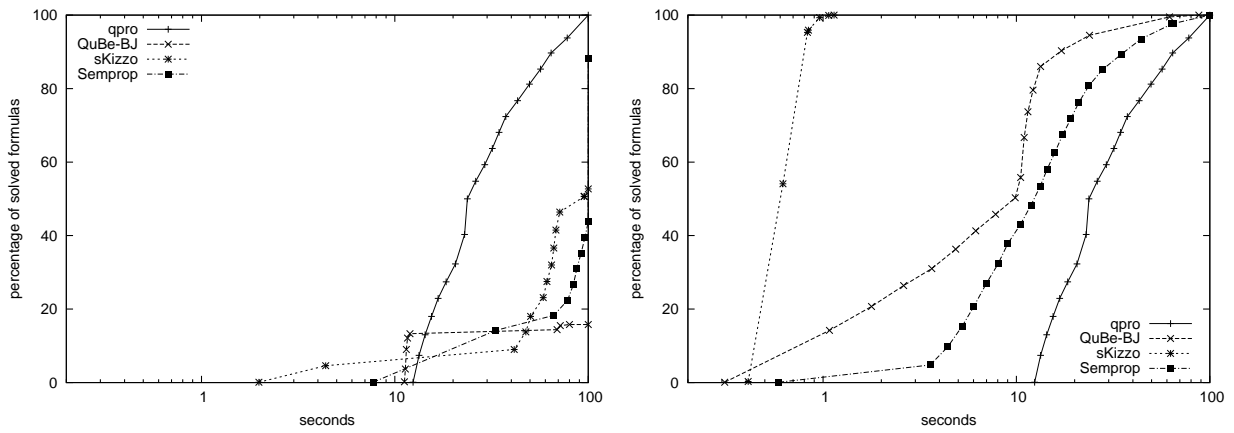 100
80
60
40
20
0
percentage of solved formulas
qpro
QuBe-BJ
sKizzo
Semprop
1
10
100
seconds
100
80
60
40
20
0
percentage of solved formulas
qpro
QuBe-BJ
sKizzo
Semprop
1
10
100
seconds